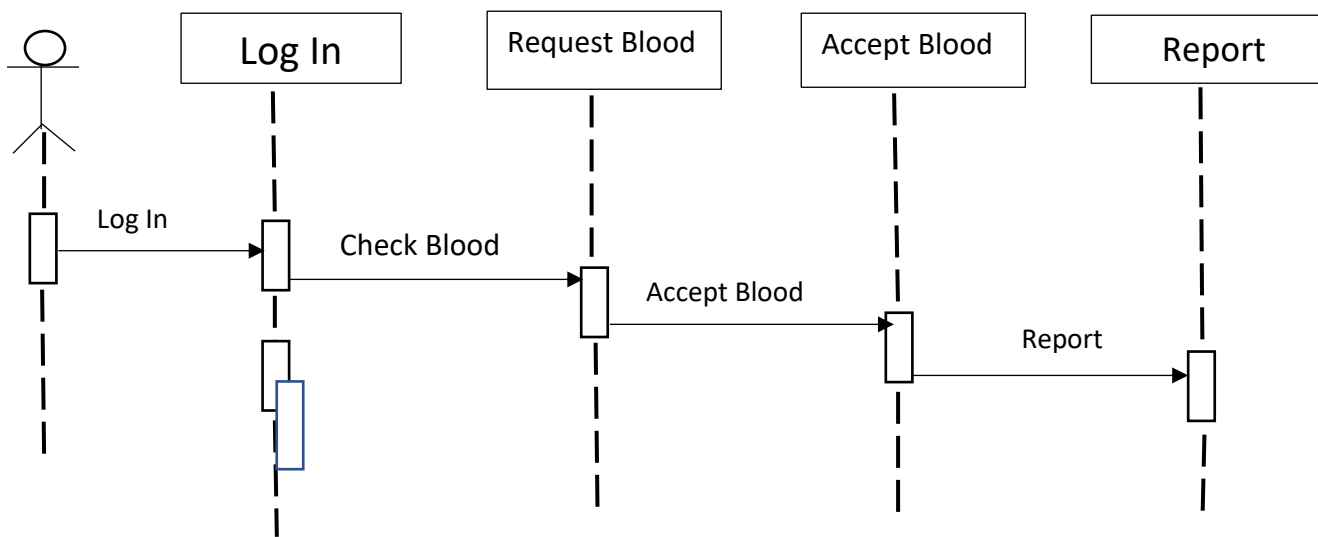 Log In
Request Blood
Accept Blood
Report
Log In
Check Blood
Accept Blood
Report